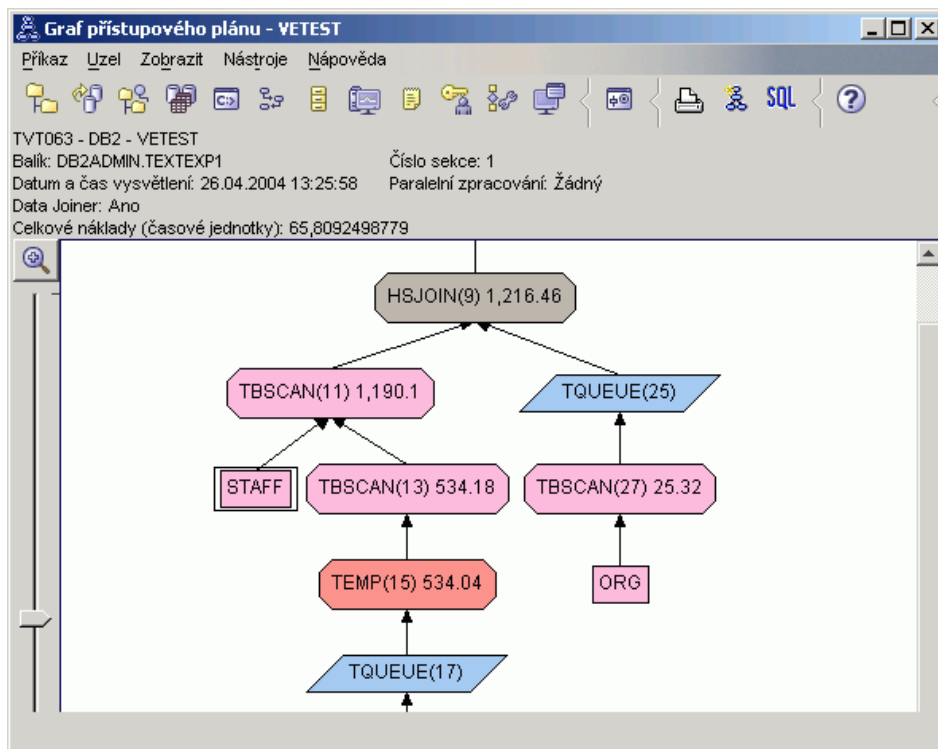 Graf přístupového plánu - VETEST
Příkaz Uzel Zobrazit Nástroje Nápověda
SQL
TVT063 - DB2 - VETEST
Balík: DB2ADMIN.TEXTEXP1 Číslo sekce: 1
Datum a čas vysvětlení: 26.04.2004 13:25:58 Paralelní zpracování: Žádný
Data Joiner: Ano
Celkové náklady (časové jednotky): 65,8092498779
HSJOIN(9) 1,216.46
TBSCAN(11) 1,190.1 TQUEUE(25)
STAFF TBSCAN(13) 534.18 TBSCAN(27) 25.32
TEMP(15) 534.04 ORG
TQUEUE(17)